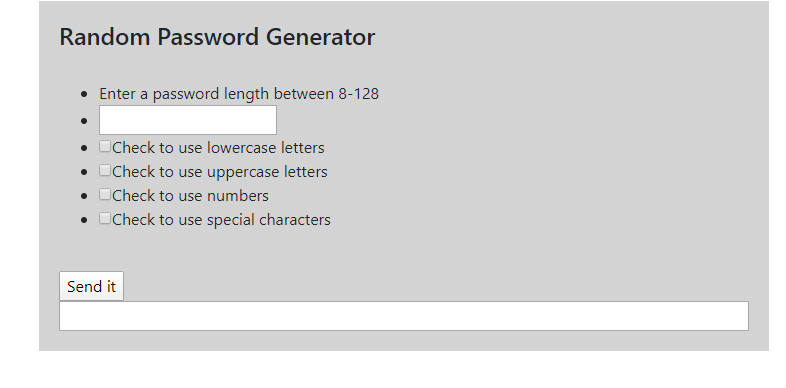 Random Password Generator
Enter a password length between 8-128
Check to use lowercase letters
Check to use uppercase letters
Check to use numbers
Check to use special characters
Send it